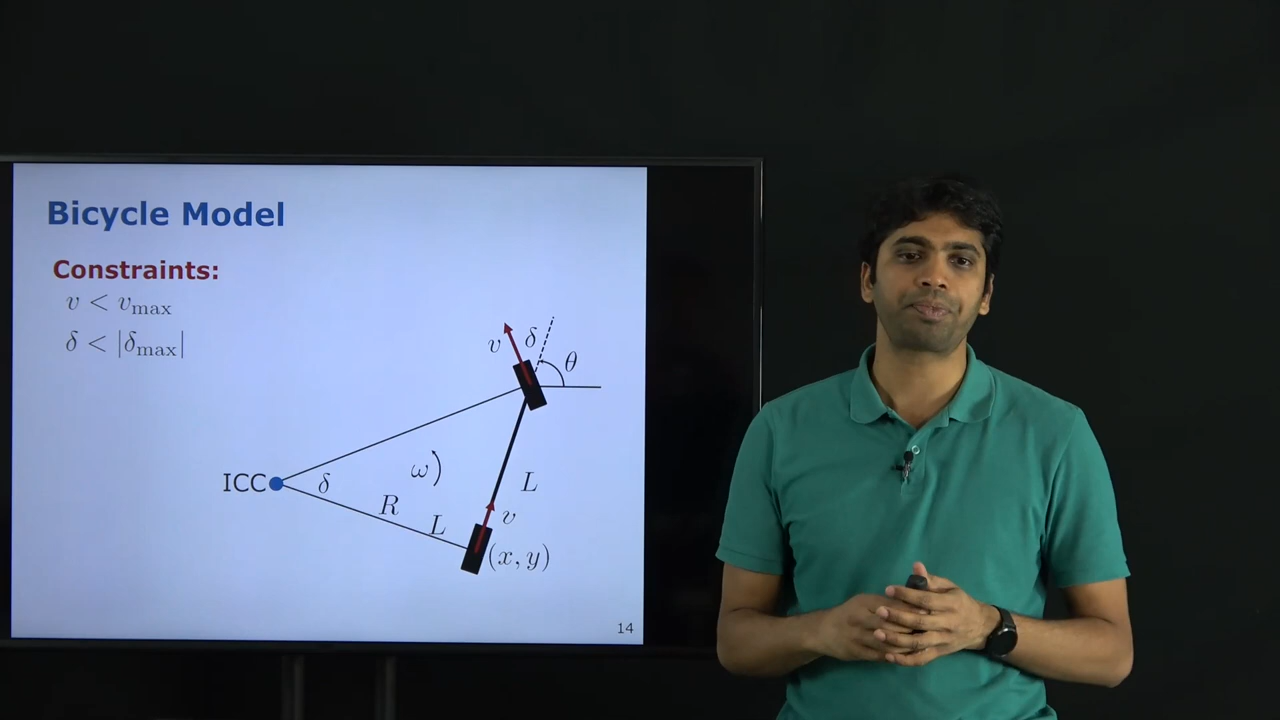 Bicycle Model
Constraints:
v < v_max
δ < |δ_max|
v
δ
θ
ω
ICC
δ
R
L
L
v
(x, y)
14